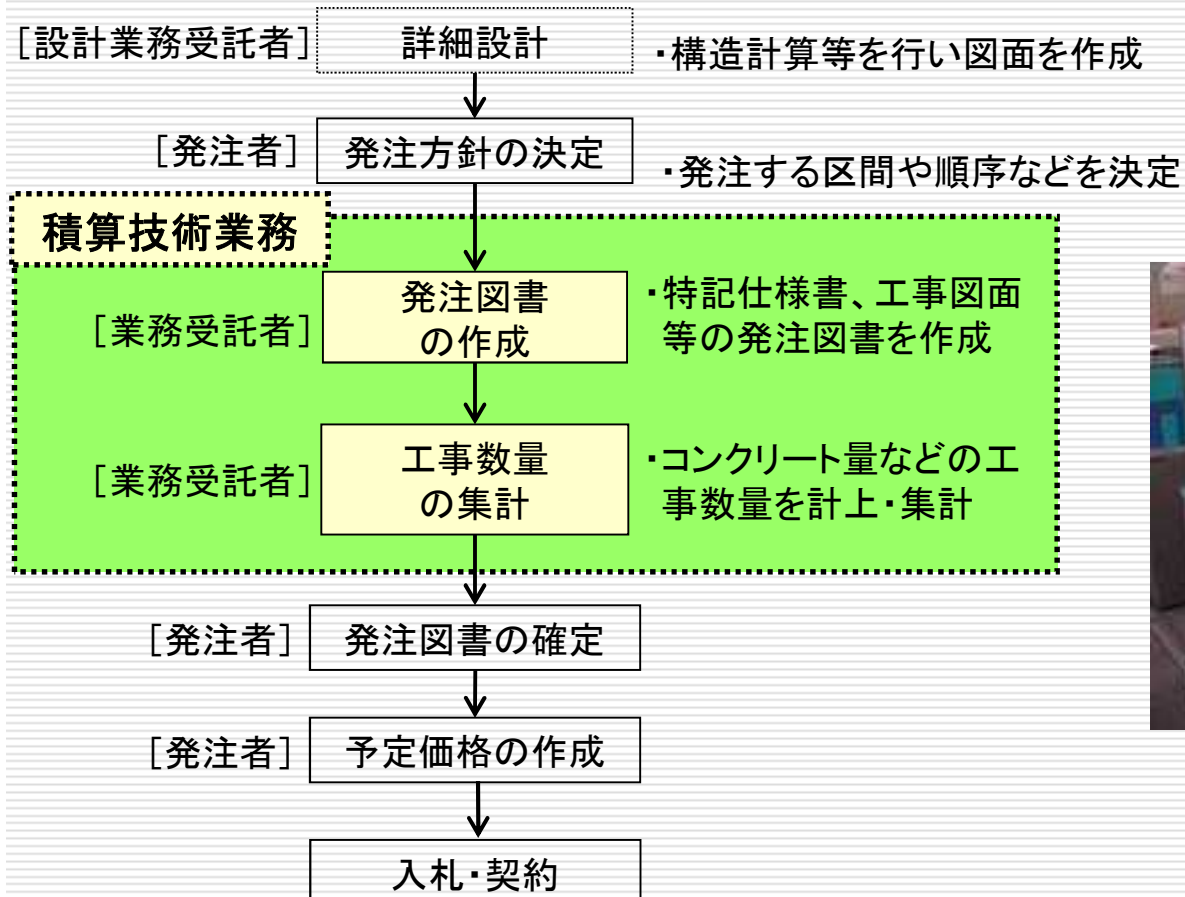 [設計業務受託者] 詳細設計 ・構造計算等を行い図面を作成
[発注者] 発注方針の決定 ・発注する区間や順序などを決定
積算技術業務
[業務受託者]
発注図書
の作成
・特記仕様書、工事図面
等の発注図書を作成
[業務受託者]
工事数量
の集計
・コンクリート量などの工
事数量を計上・集計
[発注者] 発注図書の確定
[発注者] 予定価格の作成
入札・契約